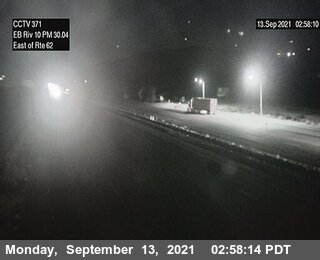 CCTV 371
EB Riv 10 PM 30.04
East of Rte 62
13.Sep 2021 02:58:10
Monday, September 13, 2021 02:58:14 PDT